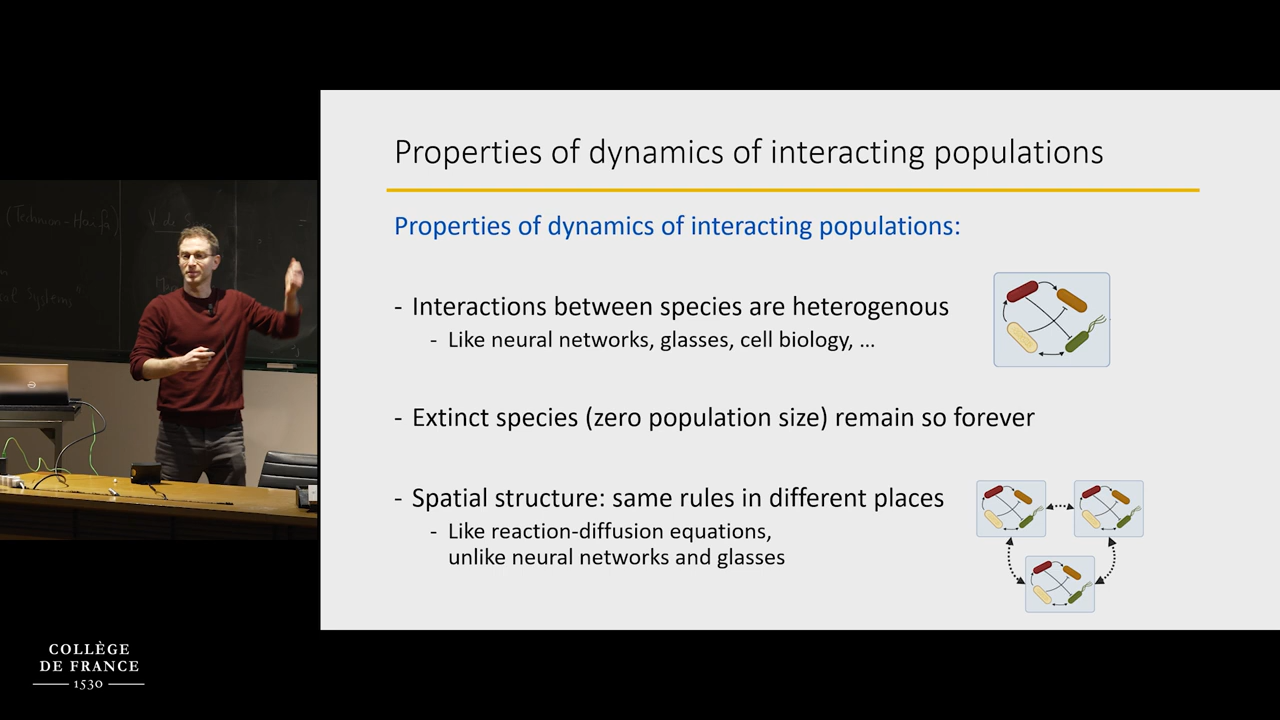 (Technion-Haifa)
Properties of dynamics of interacting populations
Properties of dynamics of interacting populations:
- Interactions between species are heterogenous
- Like neural networks, glasses, cell biology, ...
- Extinct species (zero population size) remain so forever
- Spatial structure: same rules in different places
- Like reaction-diffusion equations,
unlike neural networks and glasses
COLLÈGE
DE FRANCE
1530